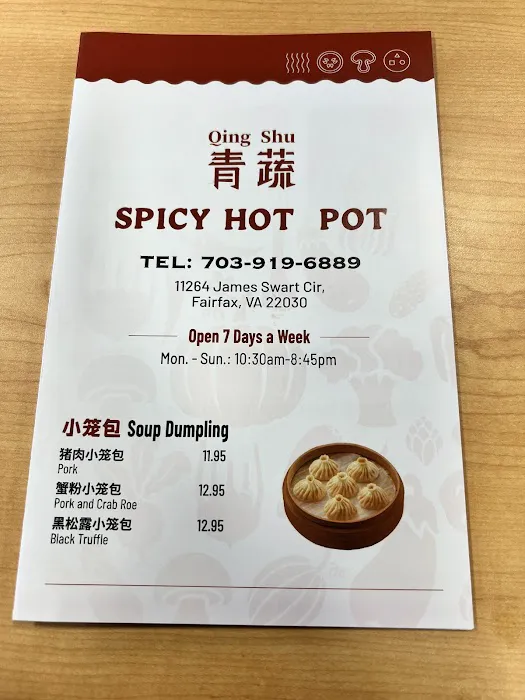 Qing Shu
青蔬
SPICY HOT POT
TEL: 703-919-6889
11264 James Swart Cir,
Fairfax, VA 22030
Open 7 Days a Week
Mon. - Sun.: 10:30am-8:45pm
小笼包 Soup Dumpling
猪肉小笼包 11.95
Pork
蟹粉小笼包 12.95
Pork and Crab Roe
黑松露小笼包 12.95
Black Truffle